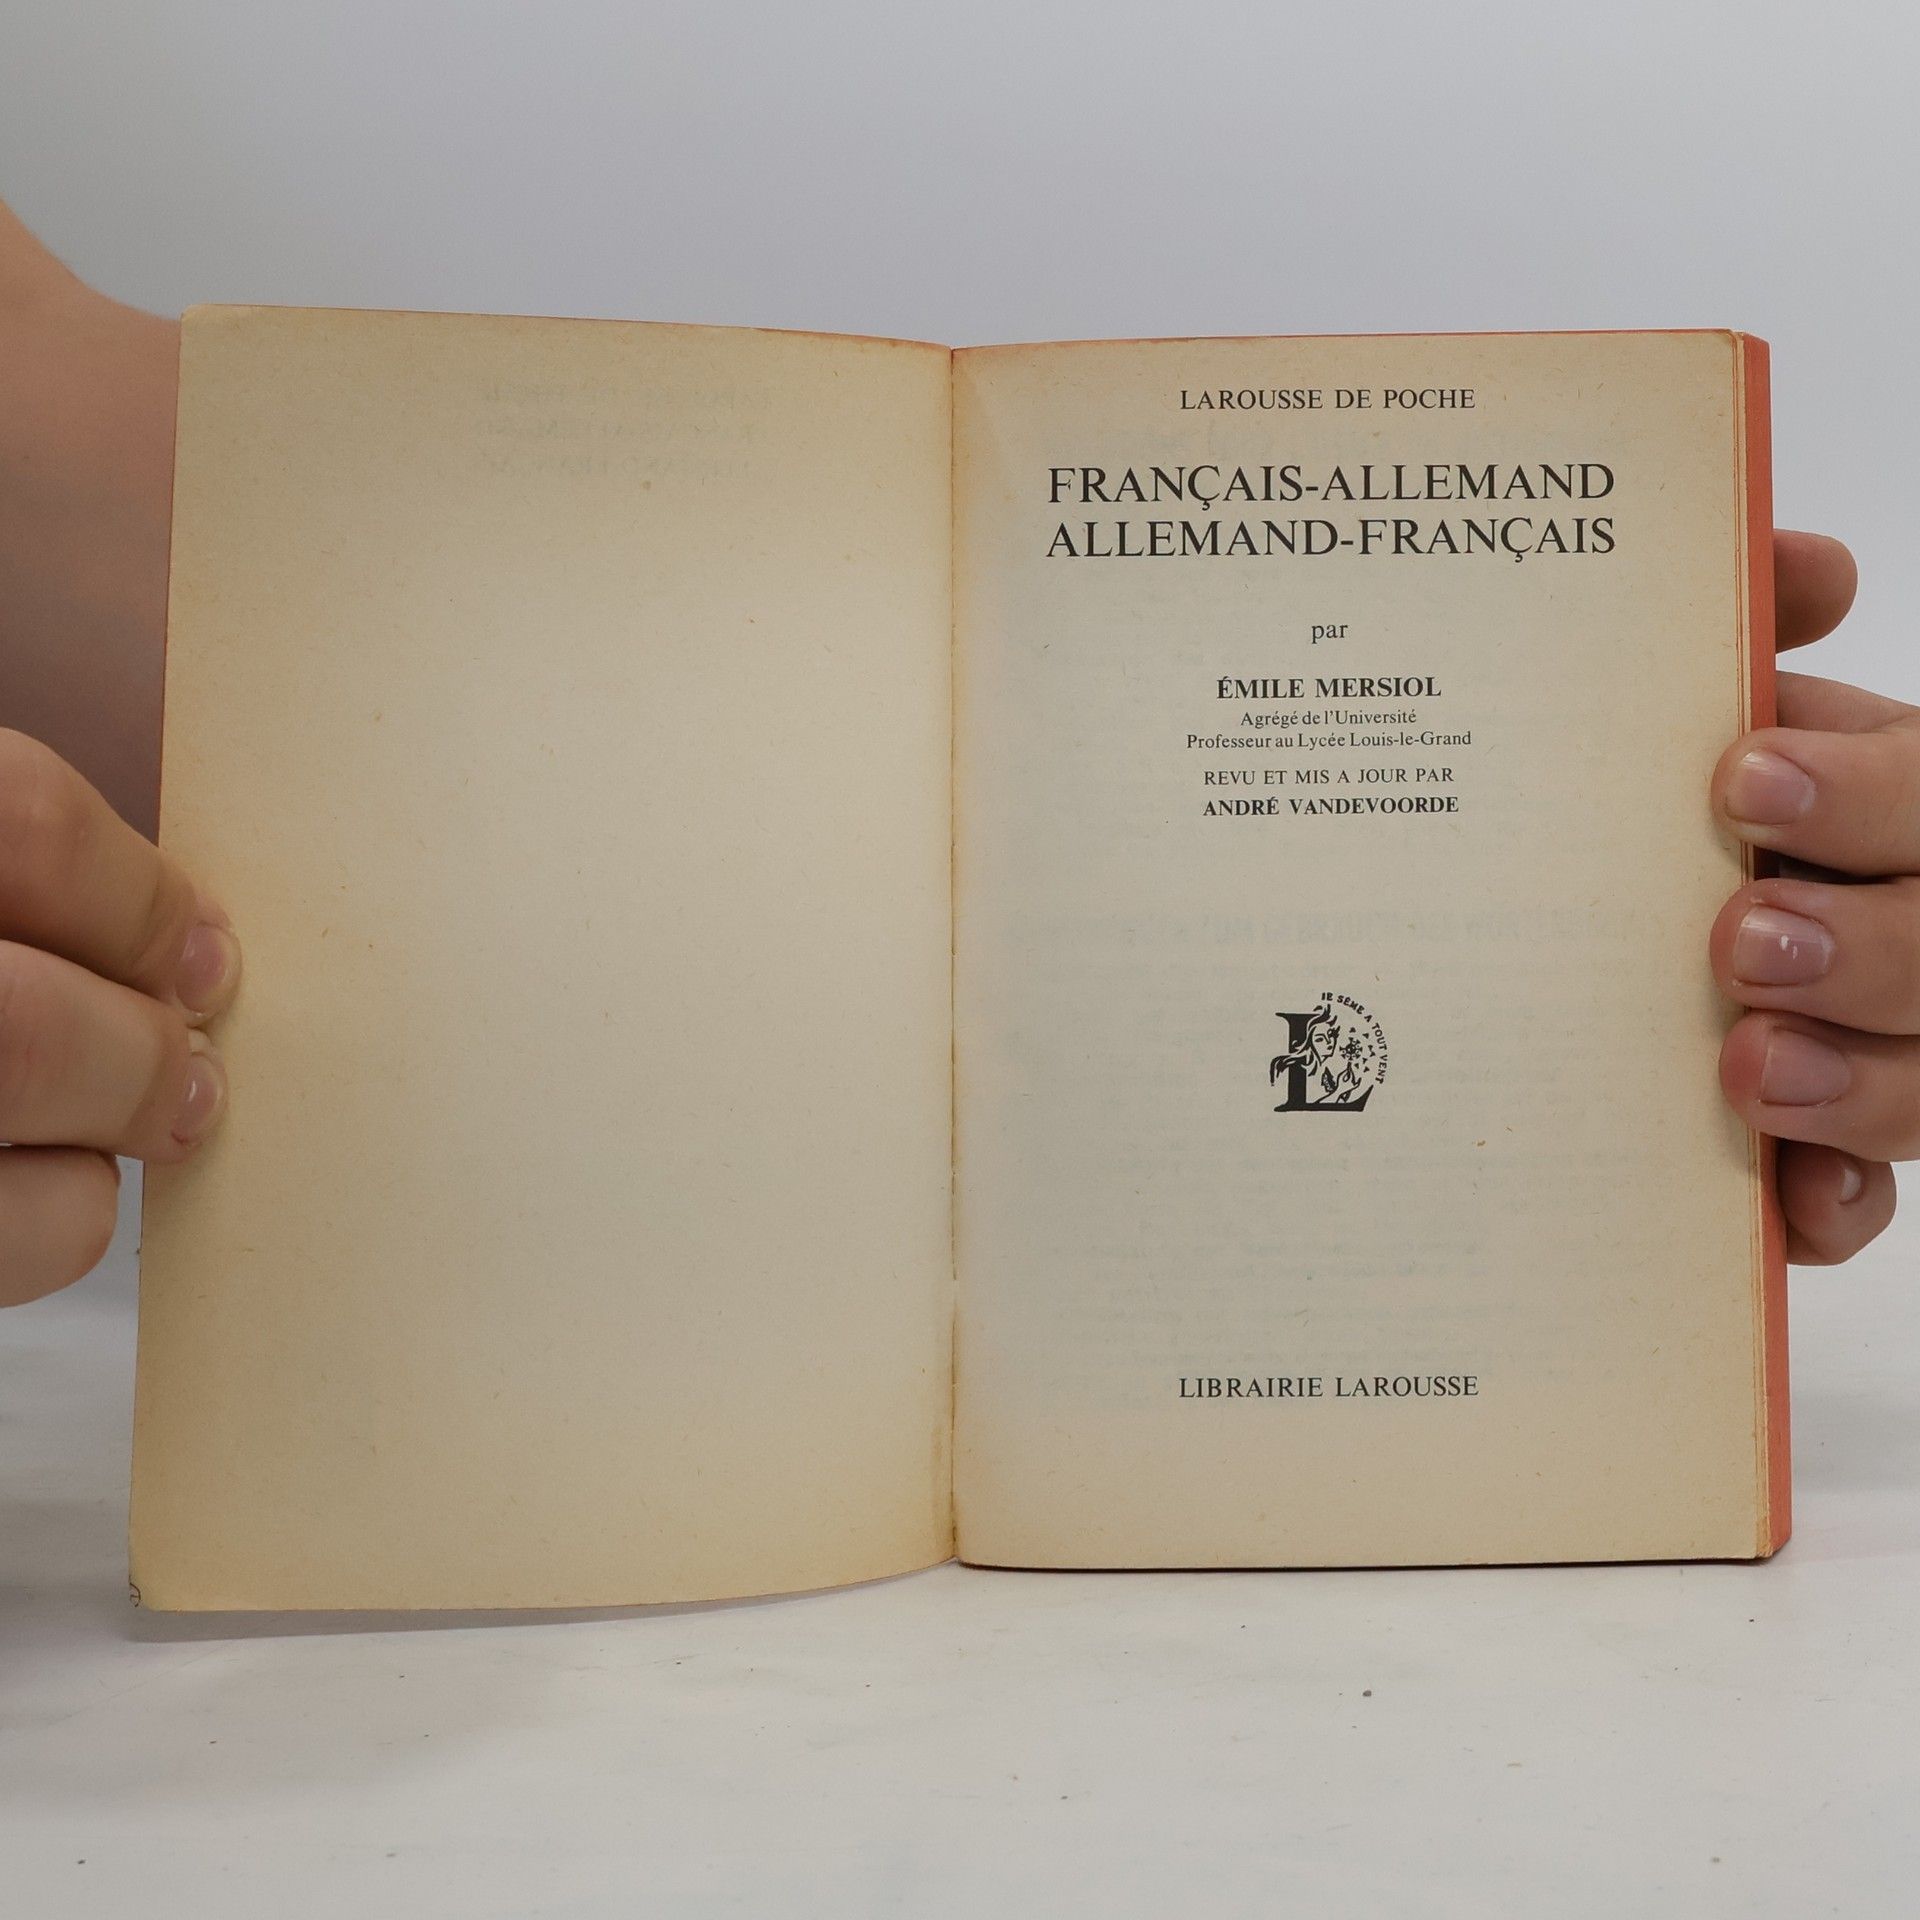 LAROUSSE DE POCHE
FRANÇAIS-ALLEMAND
ALLEMAND-FRANÇAIS
par
ÉMILE MERSIOL
Agrégé de l'Université
Professeur au Lycée Louis-le-Grand
REVU ET MIS A JOUR PAR
ANDRÉ VANDEVOORDE
JE SÈME A TOUT VENT
L
LIBRAIRIE LAROUSSE